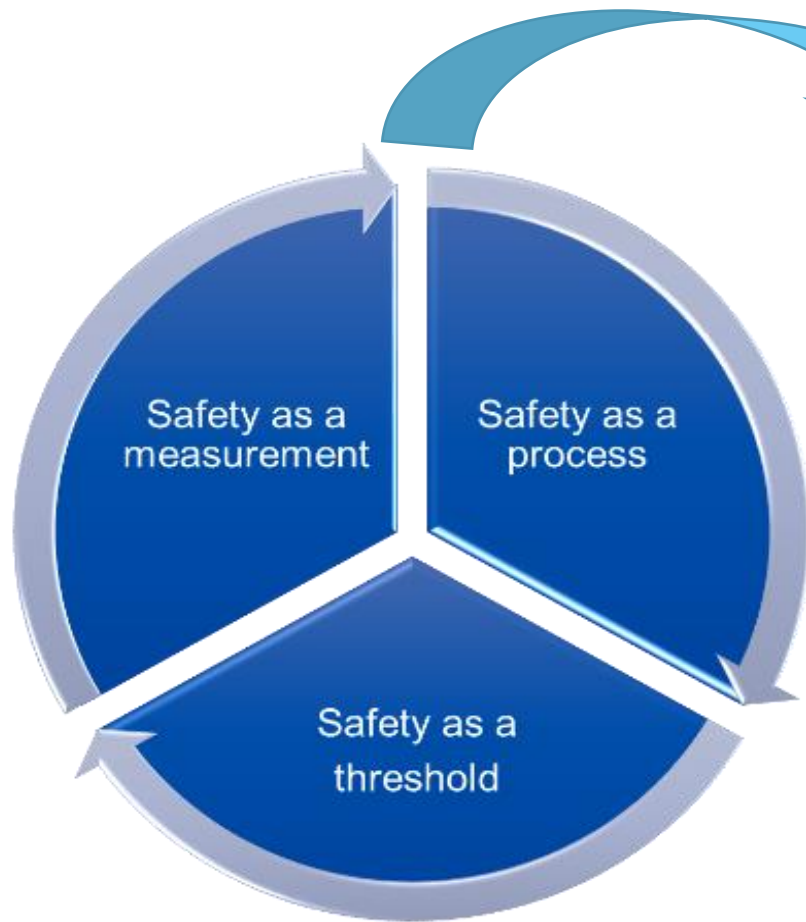 Safety as a
measurement
Safety as a
process
Safety as a
threshold